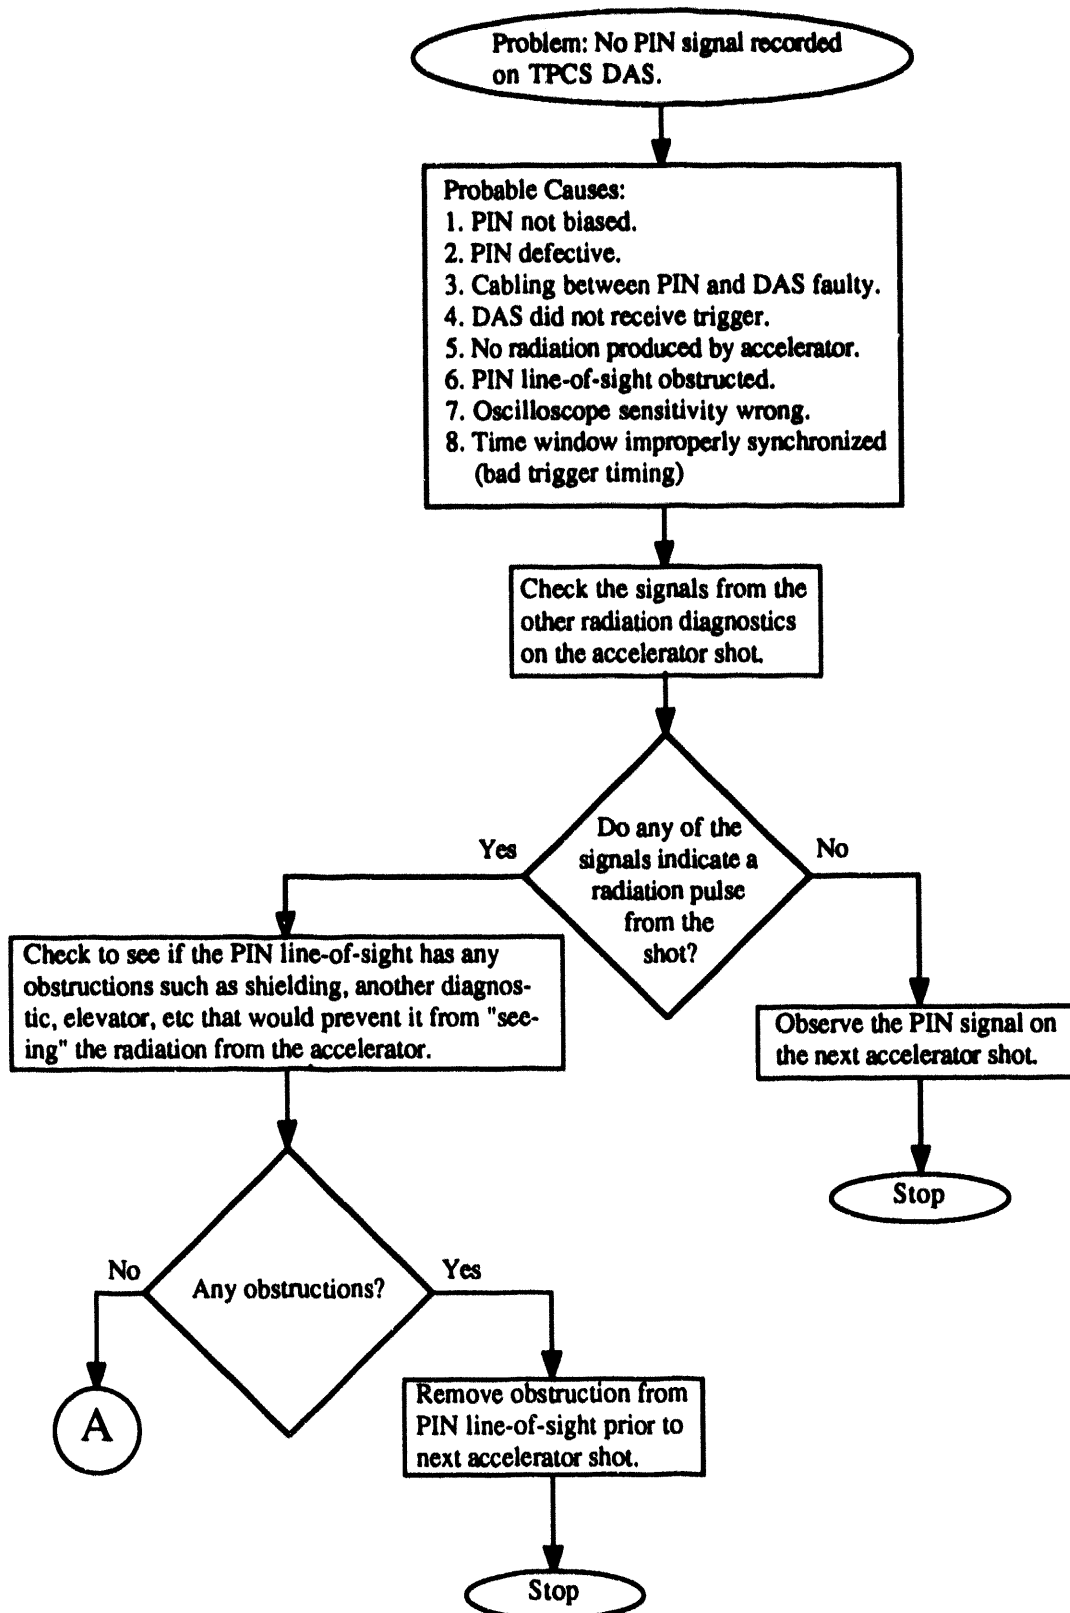 Problem: No PIN signal recorded
on TPCS DAS.
Probable Causes:
1. PIN not biased.
2. PIN defective.
3. Cabling between PIN and DAS faulty.
4. DAS did not receive trigger.
5. No radiation produced by accelerator.
6. PIN line-of-sight obstructed.
7. Oscilloscope sensitivity wrong.
8. Time window improperly synchronized
(bad trigger timing)
Check the signals from the
other radiation diagnostics
on the accelerator shot.
Do any of the
signals indicate a
radiation pulse
from the
shot?
Yes
No
Check to see if the PIN line-of-sight has any
obstructions such as shielding, another diagnos-
tic, elevator, etc that would prevent it from "see-
ing" the radiation from the accelerator.
Observe the PIN signal on
the next accelerator shot.
Stop
Any obstructions?
No
Yes
A
Remove obstruction from
PIN line-of-sight prior to
next accelerator shot.
Stop